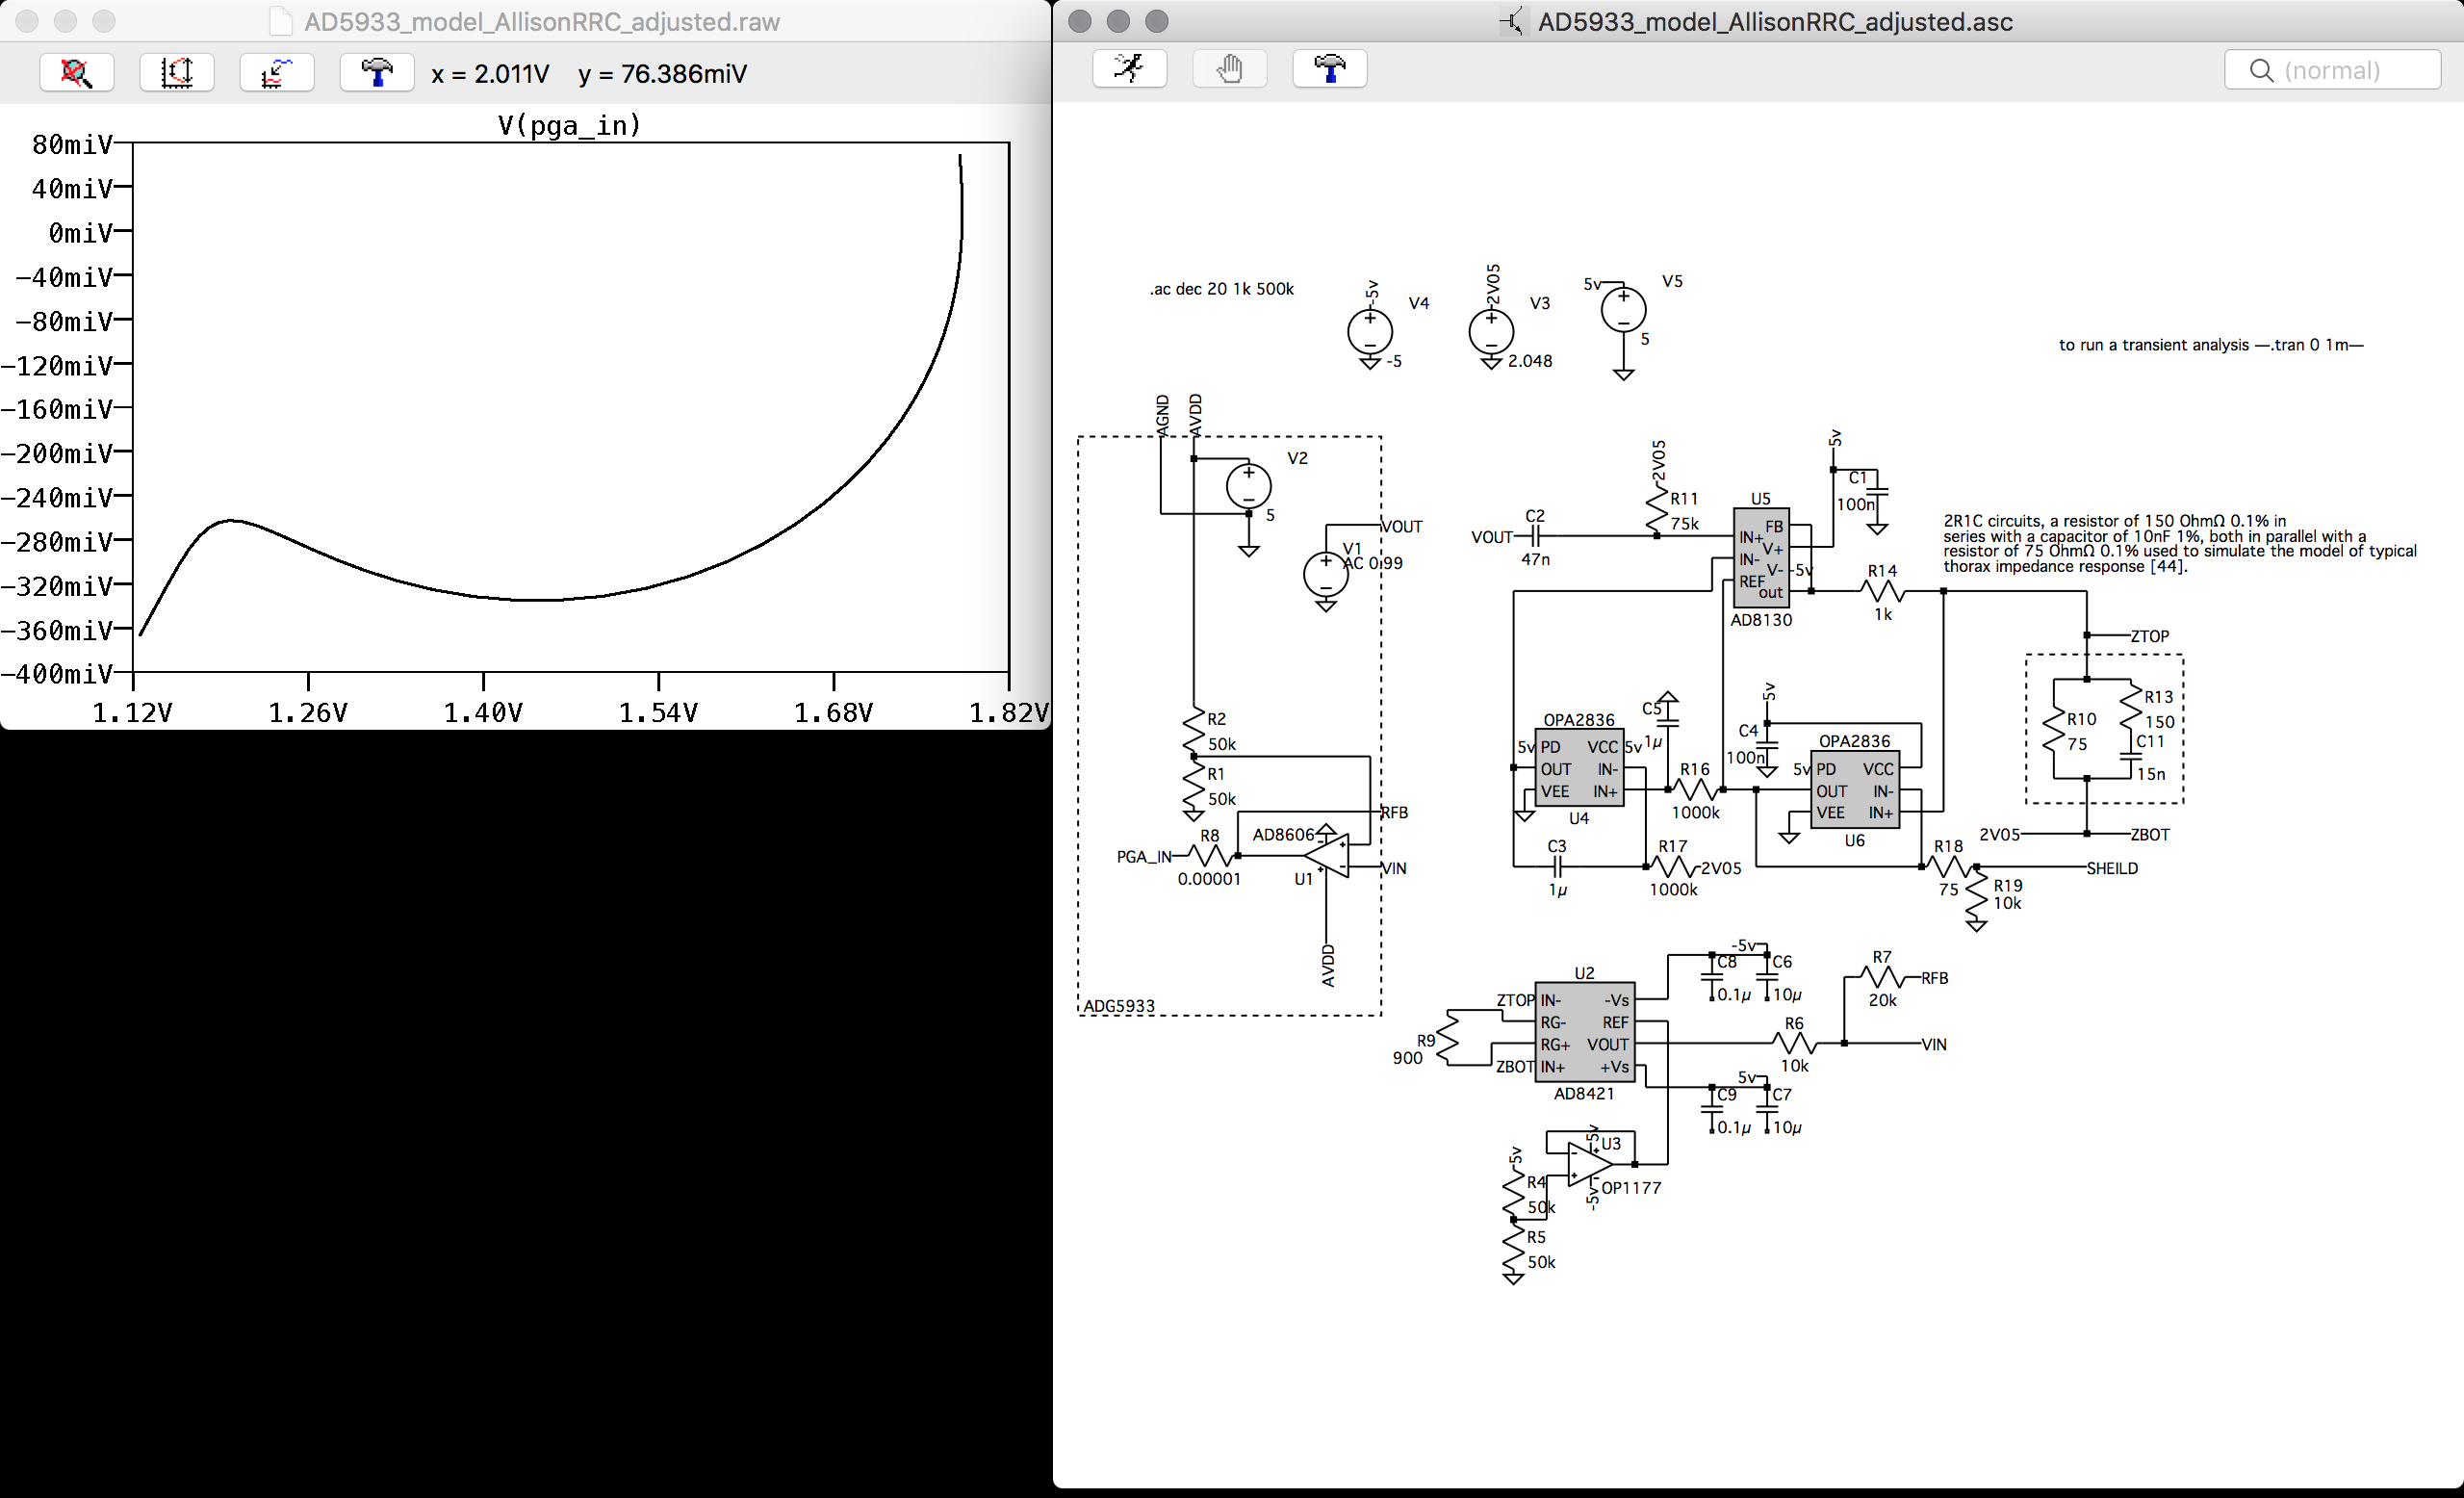 AD5933_model_AllisonRRC_adjusted.raw
x = 2.011V y = 76.386miV
V(pga_in)
80miV
40miV
0miV
−40miV
−80miV
−120miV
−160miV
−200miV
−240miV
−280miV
−320miV
−360miV
−400miV
1.12V 1.26V 1.40V 1.54V 1.68V 1.82V
AD5933_model_AllisonRRC_adjusted.asc
(normal)
.ac dec 20 1k 500k
-5v
V4
-5
2V05
V3
2.048
5v
V5
5
to run a transient analysis —.tran 0 1m—
AGND
AVDD
V2
5
VOUT
V1
AC 0.99
R2
50k
R1
50k
RFB
R8
AD8606
PGA_IN
0.00001
U1
VIN
AVDD
ADG5933
VOUT
C2
47n
2V05
R11
75k
U5
IN+
IN-
REF
FB
V+
V-
out
-5v
AD8130
5v
C1
100n
R14
1k
2R1C circuits, a resistor of 150 OhmΩ 0.1% in
series with a capacitor of 10nF 1%, both in parallel with a
resistor of 75 OhmΩ 0.1% used to simulate the model of typical
thorax impedance response [44].
ZTOP
R10
75
R13
150
C11
15n
2V05
ZBOT
OPA2836
5v
PD VCC
OUT IN-
VEE IN+
5v
U4
C5
1µ
R16
1000k
C3
1µ
R17
1000k
2V05
5v
C4
100n
OPA2836
5v
PD VCC
OUT IN-
VEE IN+
U6
R18
75
SHEILD
R19
10k
U2
ZTOP
IN- -Vs
RG- REF
RG+ VOUT
IN+ +Vs
ZBOT
AD8421
R9
900
-5v
C8
0.1µ
C6
10µ
R7
20k
RFB
R6
10k
VIN
5v
C9
0.1µ
C7
10µ
5v
U3
-5v
OP1177
5v
R4
50k
R5
50k